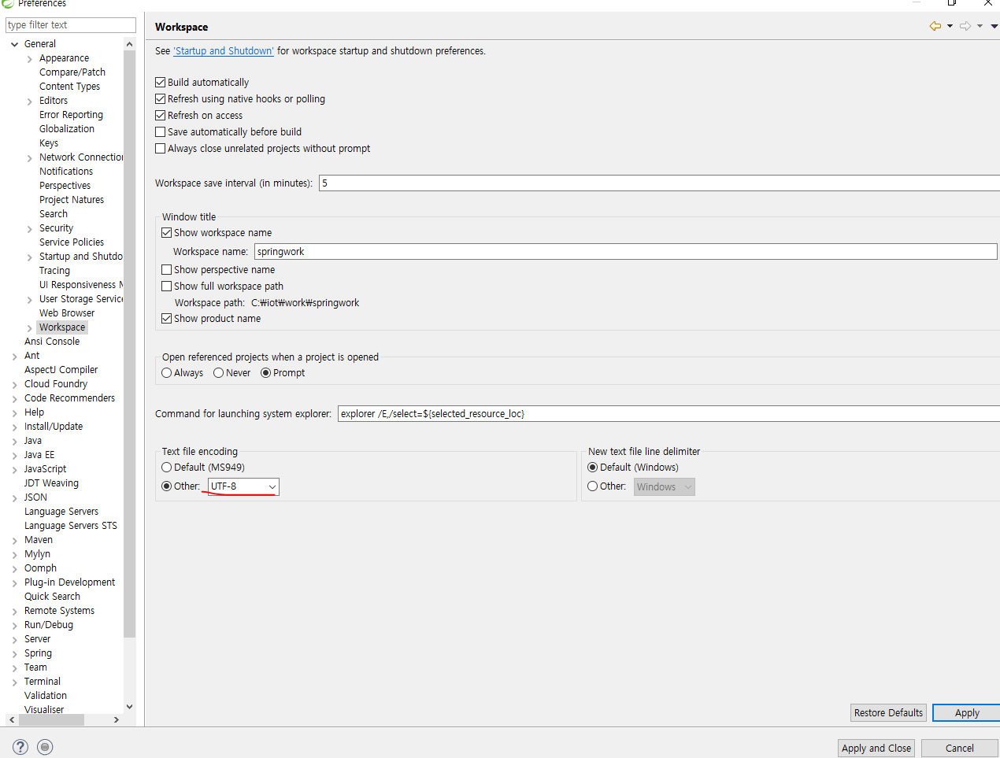 Preferences
type filter text
General
Appearance
Compare/Patch
Content Types
Editors
Error Reporting
Globalization
Keys
Network Connection
Notifications
Perspectives
Project Natures
Search
Security
Service Policies
Startup and Shutdo
Tracing
UI Responsiveness M
User Storage Service
Web Browser
Workspace
Ansi Console
Ant
AspectJ Compiler
Cloud Foundry
Code Recommenders
Help
Install/Update
Java
Java EE
JavaScript
JDT Weaving
JSON
Language Servers
Language Servers STS
Maven
Mylyn
Oomph
Plug-in Development
Quick Search
Remote Systems
Run/Debug
Server
Spring
Team
Terminal
Validation
Visualiser
Workspace
See 'Startup and Shutdown' for workspace startup and shutdown preferences.
Build automatically
Refresh using native hooks or polling
Refresh on access
Save automatically before build
Always close unrelated projects without prompt
Workspace save interval (in minutes): 5
Window title
Show workspace name
Workspace name: springwork
Show perspective name
Show full workspace path
Workspace path: C:₩iot₩work₩springwork
Show product name
Open referenced projects when a project is opened
Always Never Prompt
Command for launching system explorer: explorer /E,/select=${selected_resource_loc}
Text file encoding
Default (MS949)
Other: UTF-8
New text file line delimiter
Default (Windows)
Other: Windows
Restore Defaults Apply
? Apply and Close Cancel